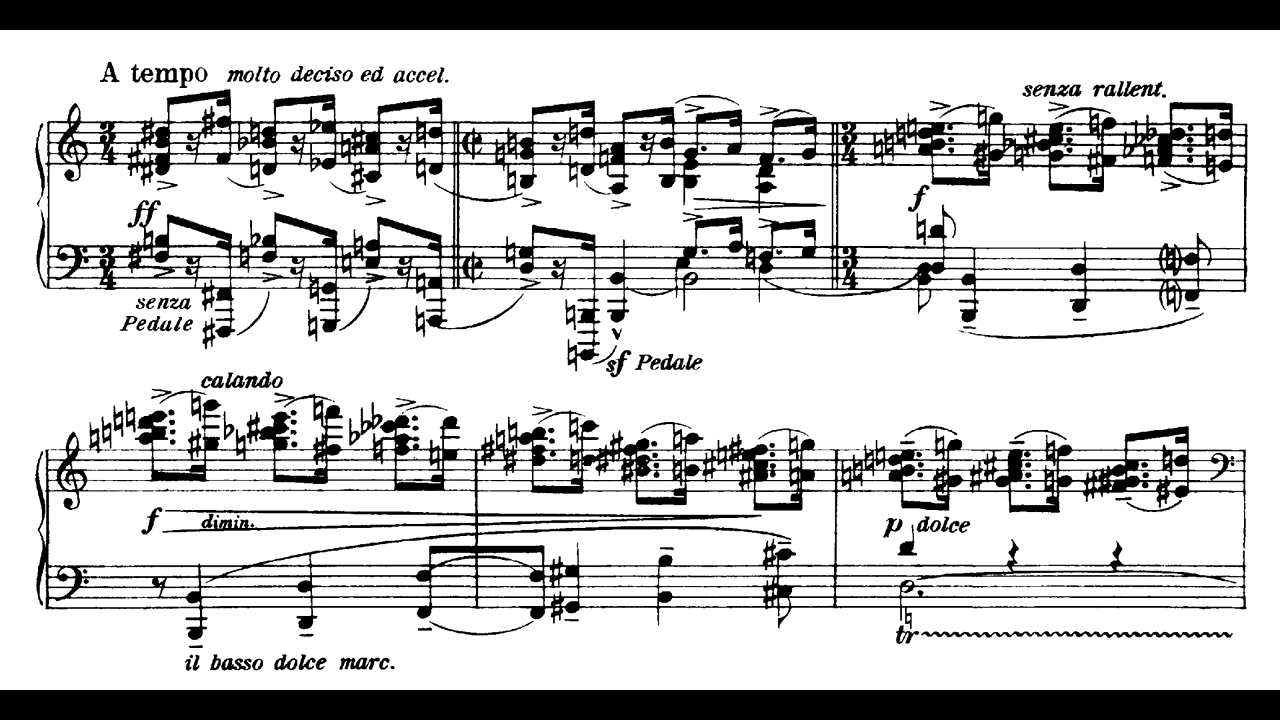 A tempo molto deciso ed accel.
senza rallent.
ff
f
senza
Pedale
sf Pedale
calando
f dimin.
p dolce
tr
il basso dolce marc.